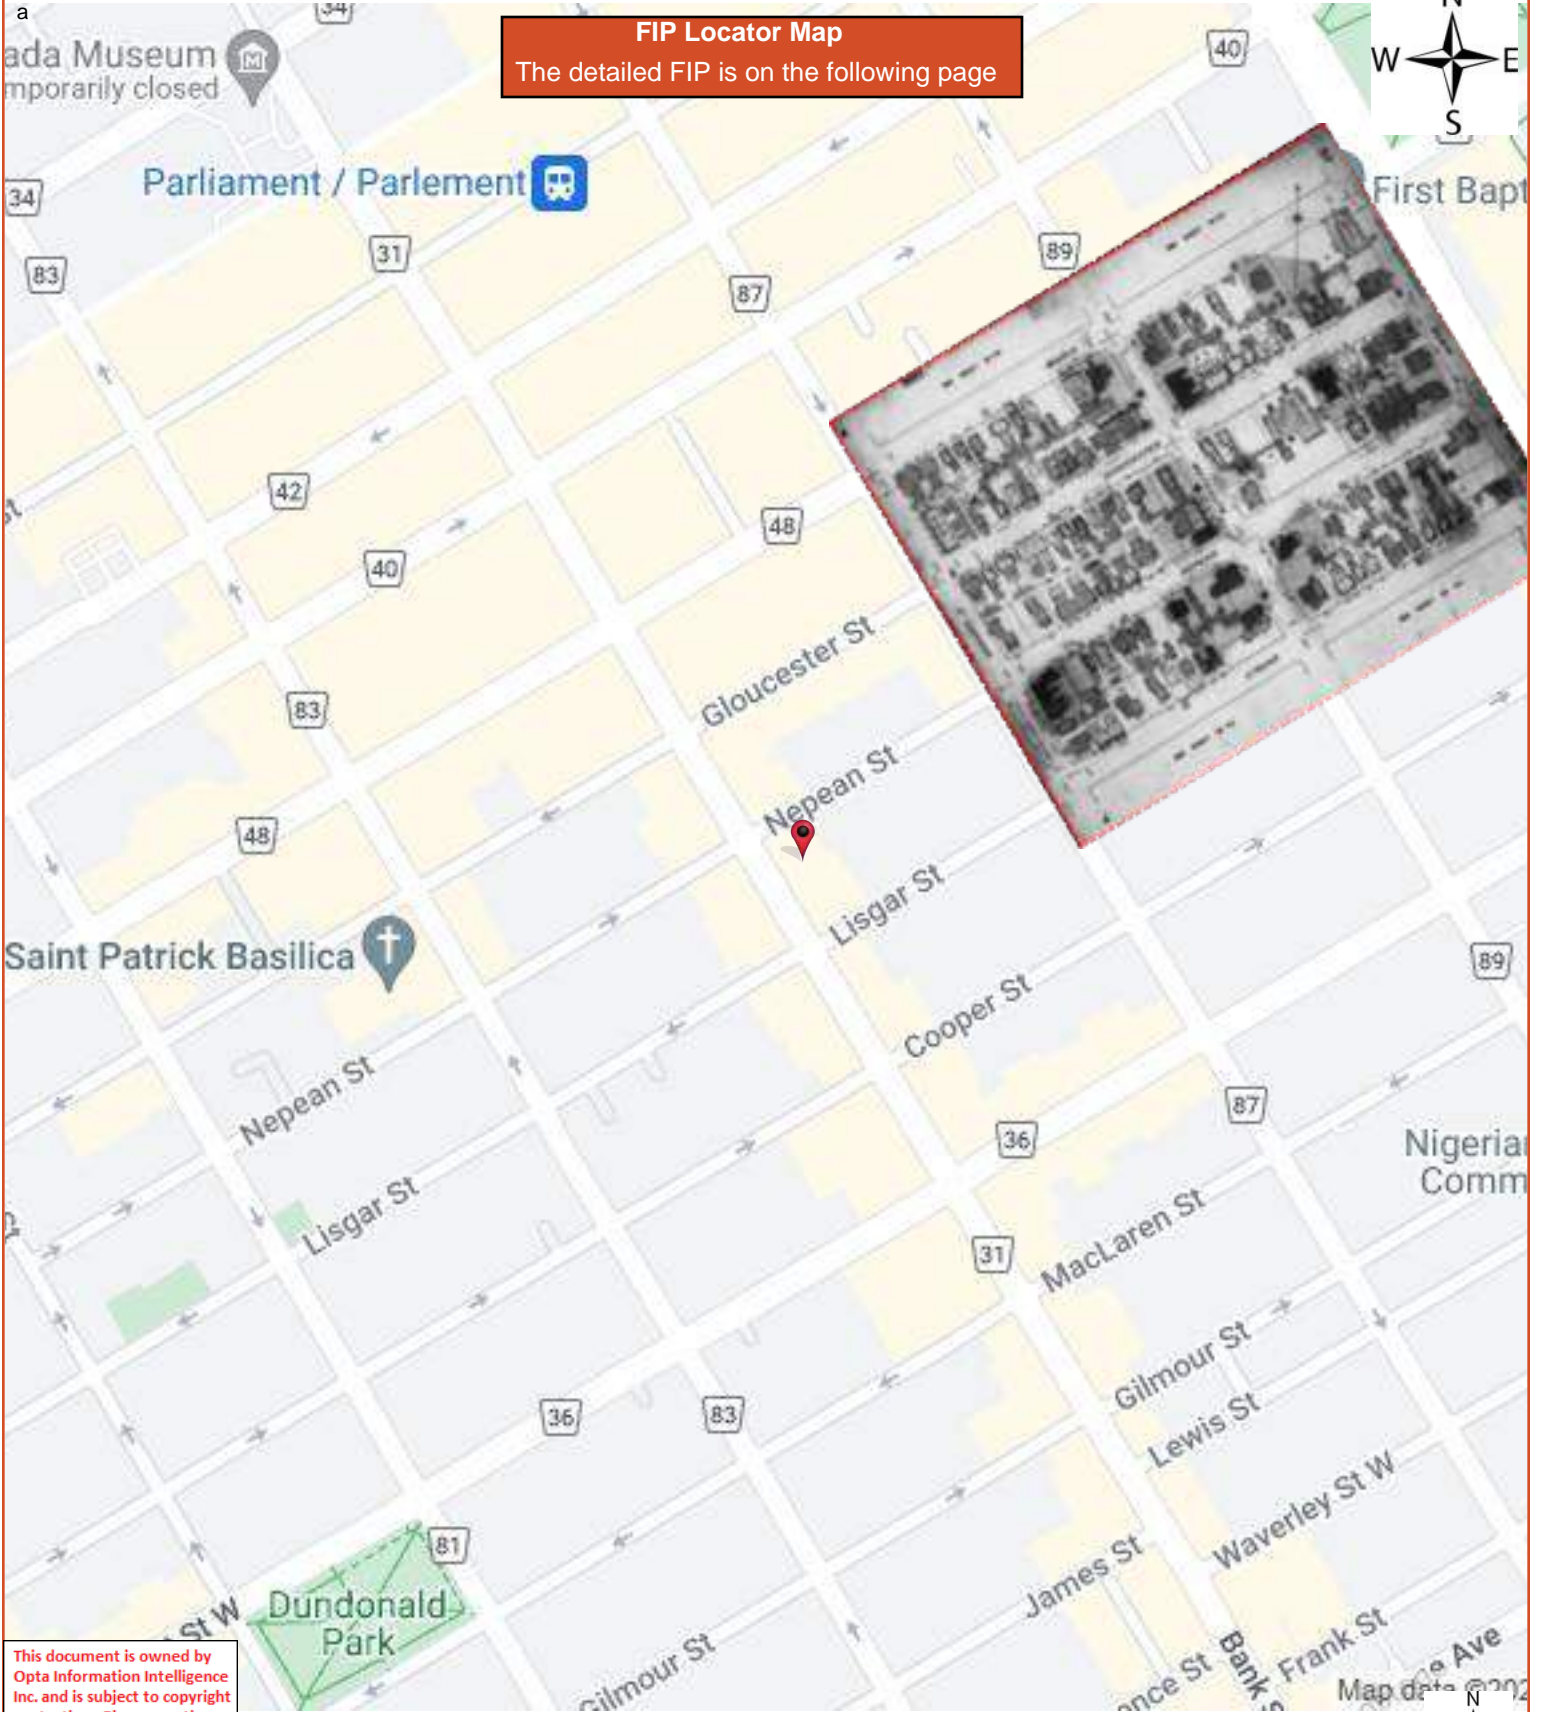 a
34
ada Museum
mporarily closed
FIP Locator Map
The detailed FIP is on the following page
40
N
W E
S
Parliament / Parlement
34
83
31
89
First Bapt
87
42
48
40
Gloucester St
83
Nepean St
48
Lisgar St
Saint Patrick Basilica
89
Cooper St
Nepean St
87
36
Nigerian
Comm
Lisgar St
31
MacLaren St
Gilmour St
36
83
Lewis St
Waverley St W
81
James St
Dundonald
Park
St W
Frank St
Gilmour St
Bank S
ence St
Ave
Map data ©202
N
This document is owned by
Opta Information Intelligence
Inc. and is subject to copyright